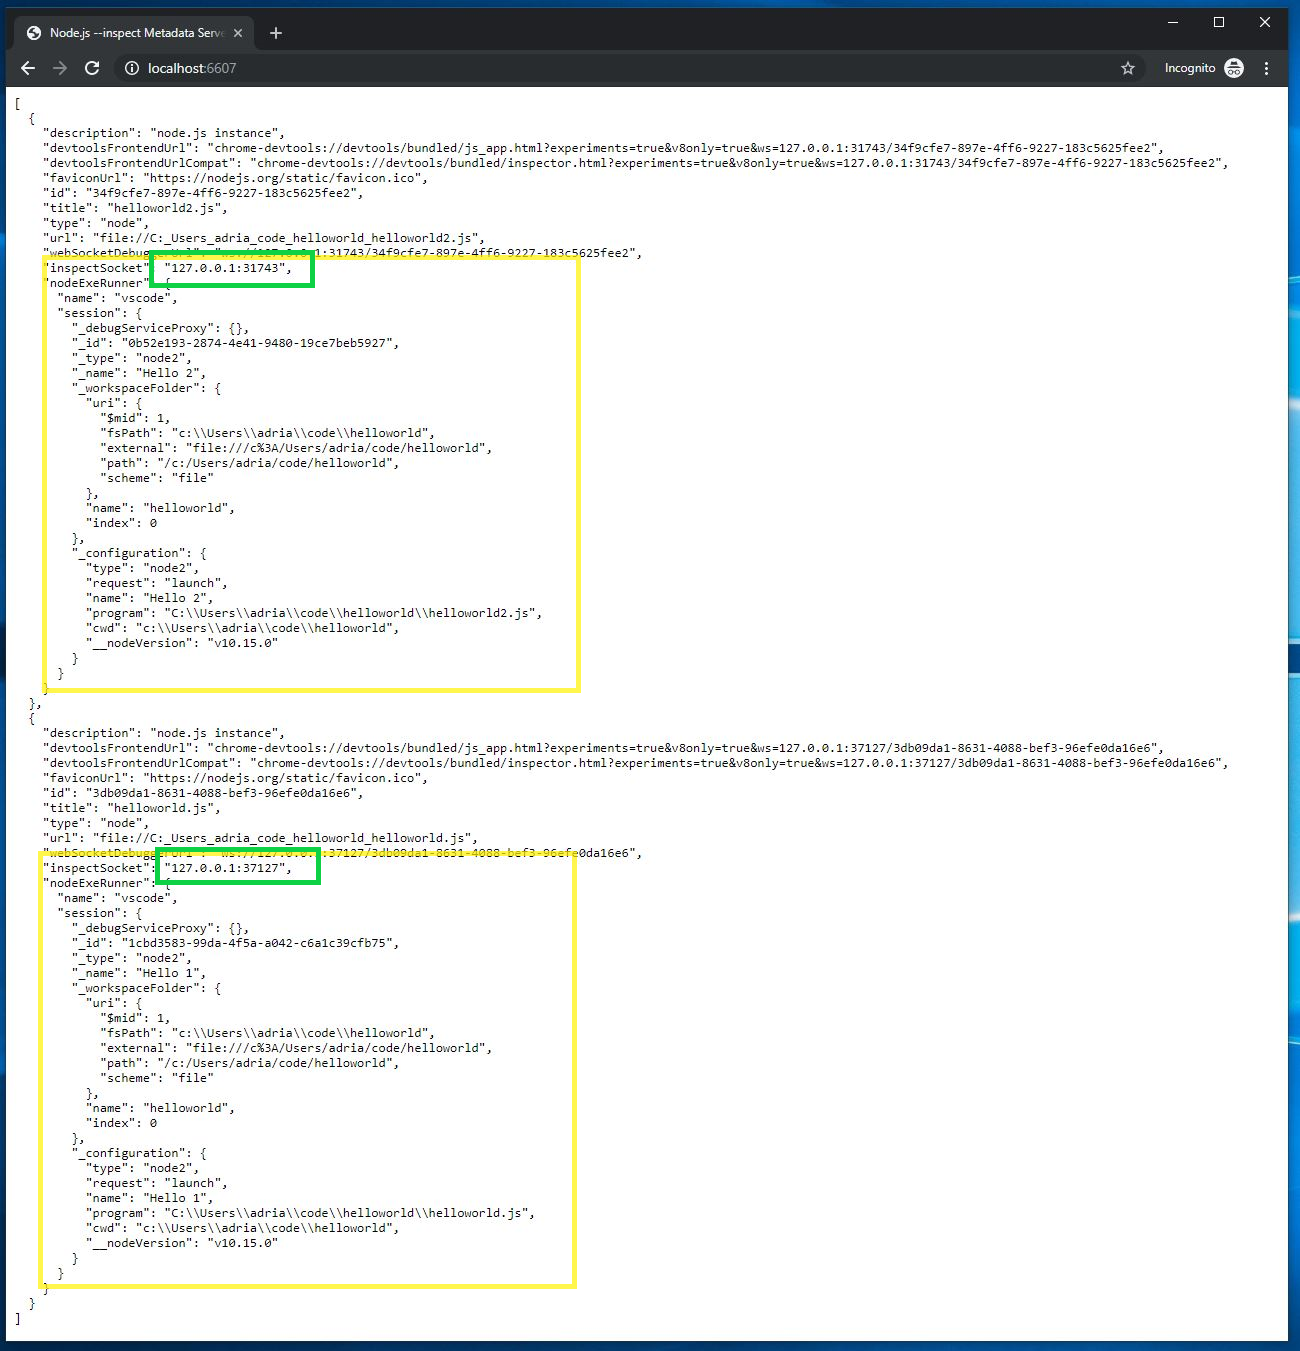 Node.js --inspect Metadata Serve
localhost:6607
Incognito
[
  {
    "description": "node.js instance",
    "devtoolsFrontendUrl": "chrome-devtools://devtools/bundled/js_app.html?experiments=true&v8only=true&ws=127.0.0.1:31743/34f9cfe7-897e-4ff6-9227-183c5625fee2",
    "devtoolsFrontendUrlCompat": "chrome-devtools://devtools/bundled/inspector.html?experiments=true&v8only=true&ws=127.0.0.1:31743/34f9cfe7-897e-4ff6-9227-183c5625fee2",
    "faviconUrl": "https://nodejs.org/static/favicon.ico",
    "id": "34f9cfe7-897e-4ff6-9227-183c5625fee2",
    "title": "helloworld2.js",
    "type": "node",
    "url": "file://C:_Users_adria_code_helloworld_helloworld2.js",
    "webSocketDebuggerUrl": "ws://127.0.0.1:31743/34f9cfe7-897e-4ff6-9227-183c5625fee2",
    "inspectSocket": "127.0.0.1:31743",
    "nodeExeRunner": {
      "name": "vscode",
      "session": {
        "_debugServiceProxy": {},
        "_id": "0b52e193-2874-4e41-9480-19ce7beb5927",
        "_type": "node2",
        "_name": "Hello 2",
        "_workspaceFolder": {
          "uri": {
            "$mid": 1,
            "fsPath": "c:\\Users\\adria\\code\\helloworld",
            "external": "file:///c%3A/Users/adria/code/helloworld",
            "path": "/c:/Users/adria/code/helloworld",
            "scheme": "file"
          },
          "name": "helloworld",
          "index": 0
        },
        "_configuration": {
          "type": "node2",
          "request": "launch",
          "name": "Hello 2",
          "program": "C:\\Users\\adria\\code\\helloworld\\helloworld2.js",
          "cwd": "c:\\Users\\adria\\code\\helloworld",
          "__nodeVersion": "v10.15.0"
        }
      }
    }
  },
  {
    "description": "node.js instance",
    "devtoolsFrontendUrl": "chrome-devtools://devtools/bundled/js_app.html?experiments=true&v8only=true&ws=127.0.0.1:37127/3db09da1-8631-4088-bef3-96efe0da16e6",
    "devtoolsFrontendUrlCompat": "chrome-devtools://devtools/bundled/inspector.html?experiments=true&v8only=true&ws=127.0.0.1:37127/3db09da1-8631-4088-bef3-96efe0da16e6",
    "faviconUrl": "https://nodejs.org/static/favicon.ico",
    "id": "3db09da1-8631-4088-bef3-96efe0da16e6",
    "title": "helloworld.js",
    "type": "node",
    "url": "file://C:_Users_adria_code_helloworld_helloworld.js",
    "webSocketDebuggerUrl": "ws://127.0.0.1:37127/3db09da1-8631-4088-bef3-96efe0da16e6",
    "inspectSocket": "127.0.0.1:37127",
    "nodeExeRunner": {
      "name": "vscode",
      "session": {
        "_debugServiceProxy": {},
        "_id": "1cbd3583-99da-4f5a-a042-c6a1c39cfb75",
        "_type": "node2",
        "_name": "Hello 1",
        "_workspaceFolder": {
          "uri": {
            "$mid": 1,
            "fsPath": "c:\\Users\\adria\\code\\helloworld",
            "external": "file:///c%3A/Users/adria/code/helloworld",
            "path": "/c:/Users/adria/code/helloworld",
            "scheme": "file"
          },
          "name": "helloworld",
          "index": 0
        },
        "_configuration": {
          "type": "node2",
          "request": "launch",
          "name": "Hello 1",
          "program": "C:\\Users\\adria\\code\\helloworld\\helloworld.js",
          "cwd": "c:\\Users\\adria\\code\\helloworld",
          "__nodeVersion": "v10.15.0"
        }
      }
    }
  }
]